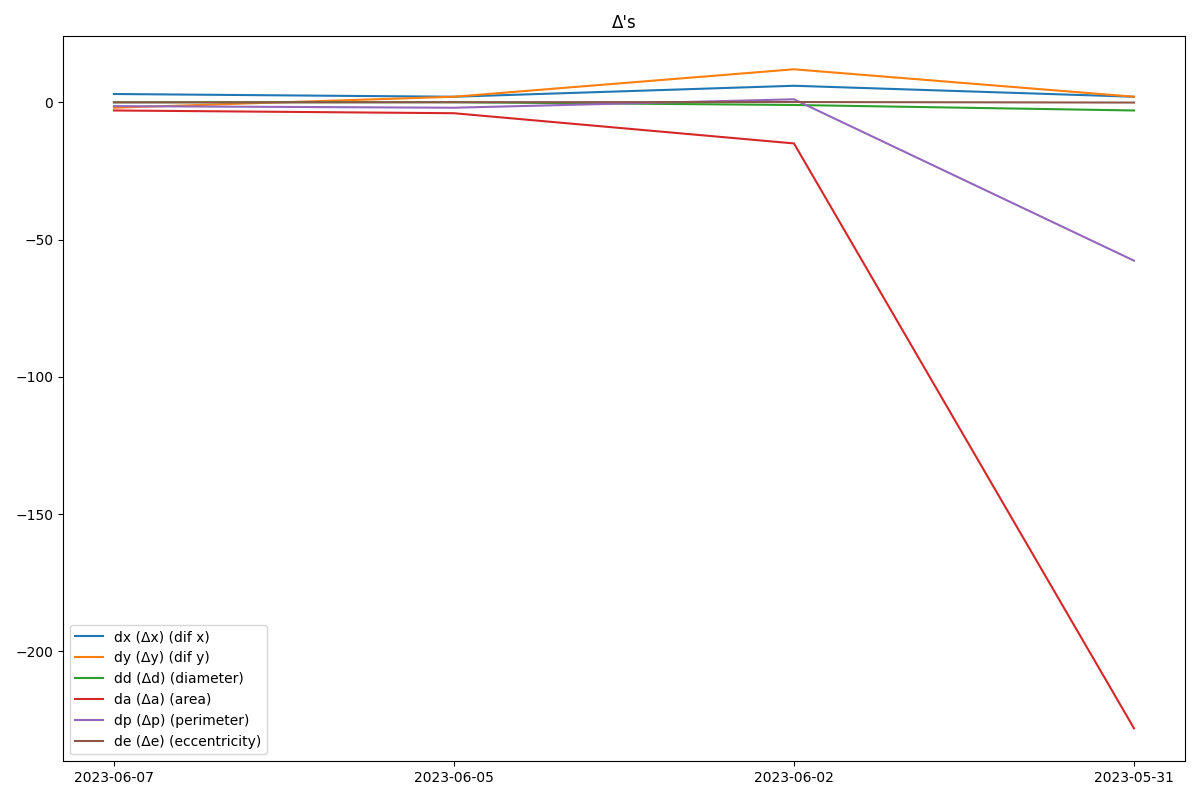 Δ's
0
−50
−100
−150
−200
dx (Δx) (dif x)
dy (Δy) (dif y)
dd (Δd) (diameter)
da (Δa) (area)
dp (Δp) (perimeter)
de (Δe) (eccentricity)
2023-06-07 2023-06-05 2023-06-02 2023-05-31